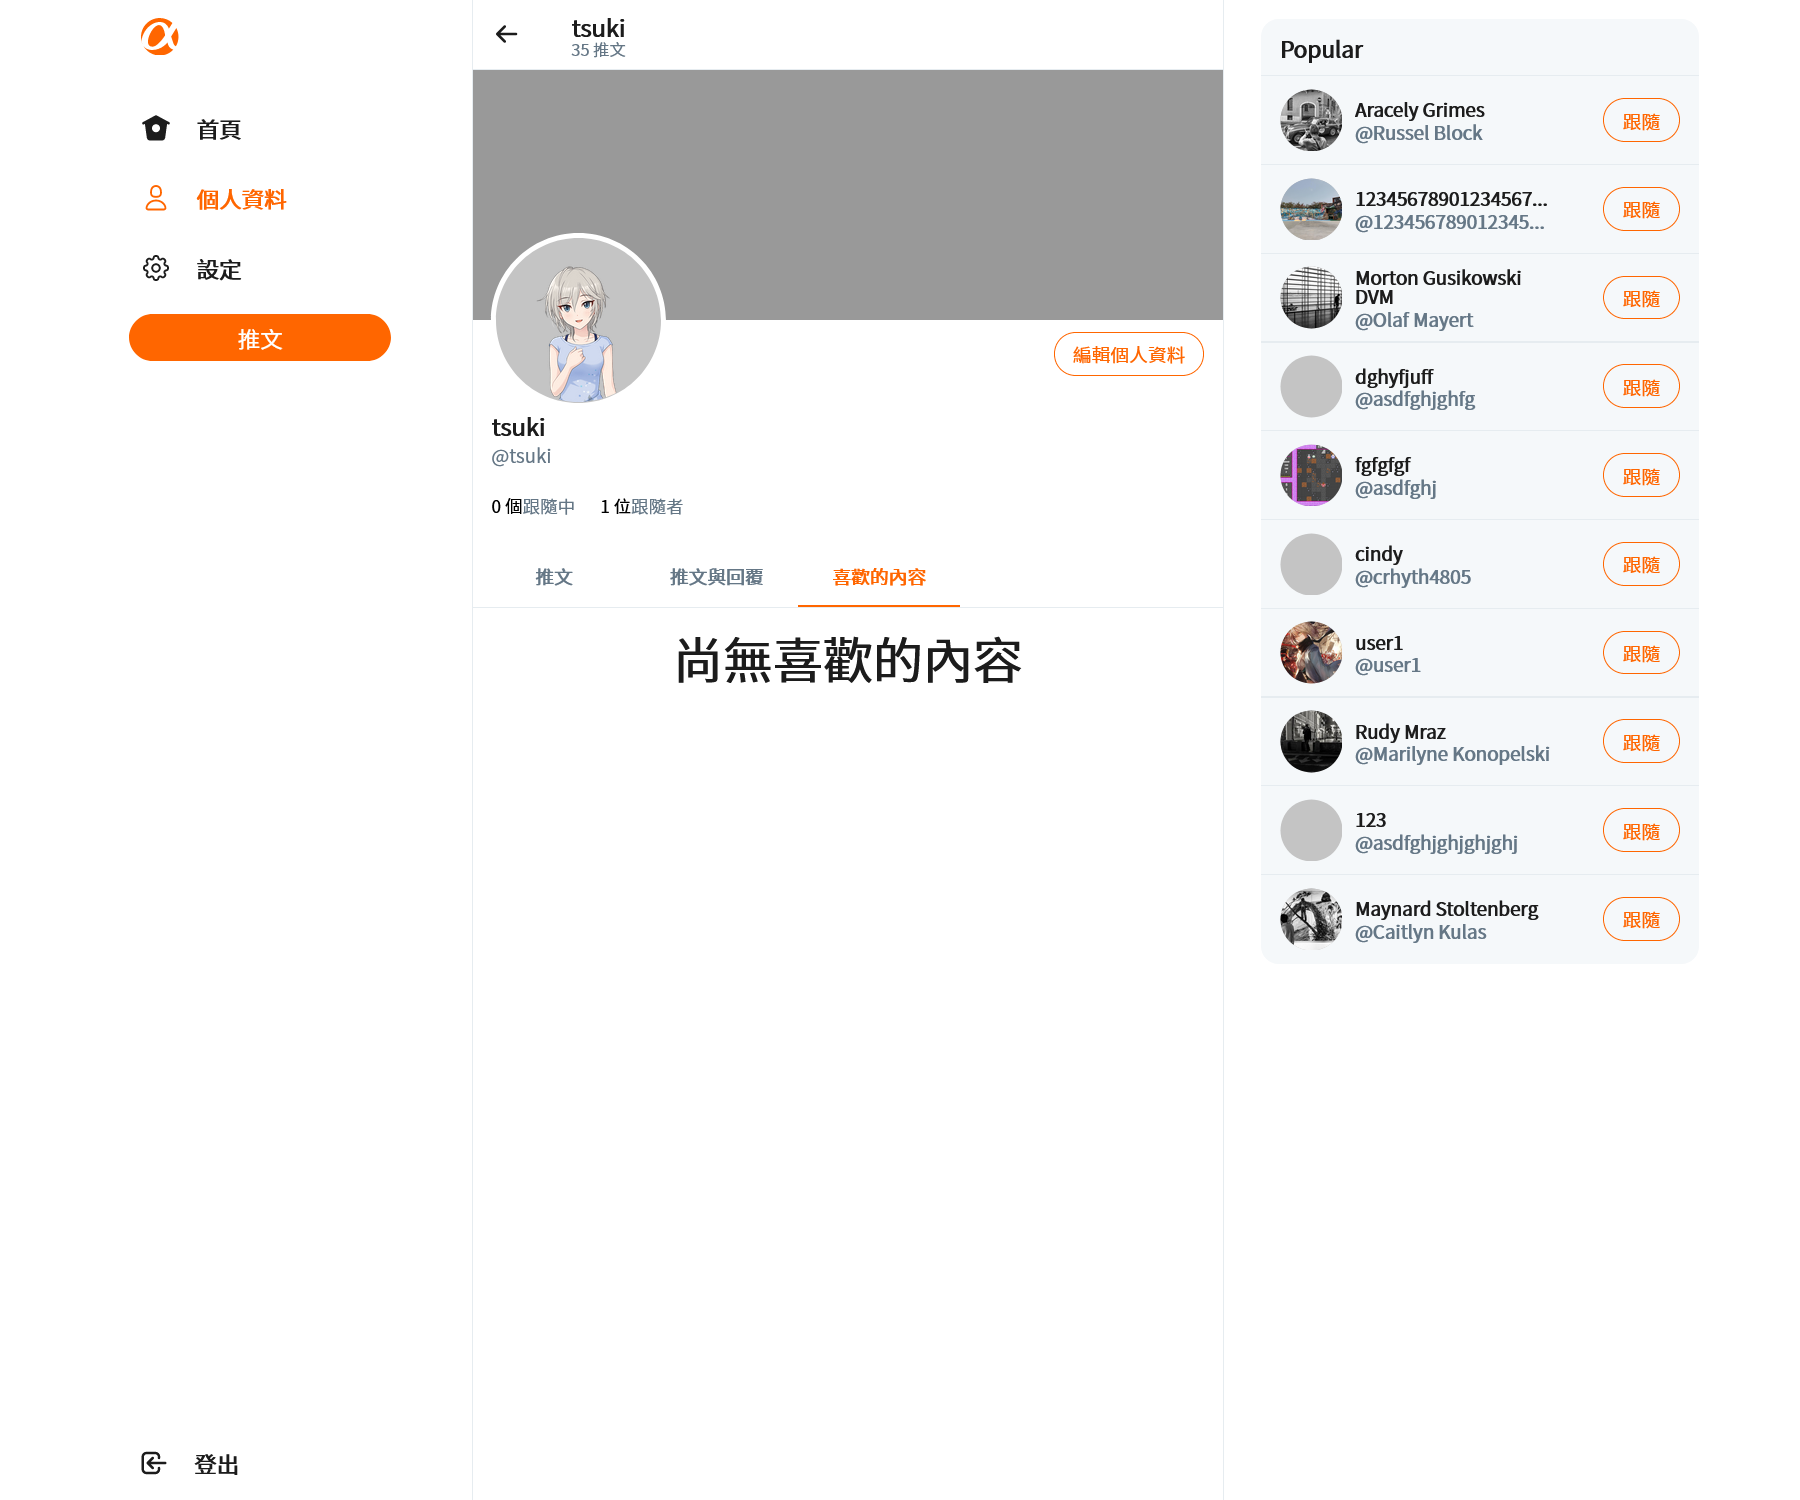 首頁
個人資料
設定
推文
登出
tsuki
35 推文
編輯個人資料
tsuki
@tsuki
0 個跟隨中 1 位跟隨者
推文 推文與回覆 喜歡的內容
尚無喜歡的內容
Popular
Aracely Grimes
@Russel Block
跟隨
12345678901234567...
@123456789012345...
跟隨
Morton Gusikowski
DVM
@Olaf Mayert
跟隨
dghyfjuff
@asdfghjghfg
跟隨
fgfgfgf
@asdfghj
跟隨
cindy
@crhyth4805
跟隨
user1
@user1
跟隨
Rudy Mraz
@Marilyne Konopelski
跟隨
123
@asdfghjghjghjghj
跟隨
Maynard Stoltenberg
@Caitlyn Kulas
跟隨